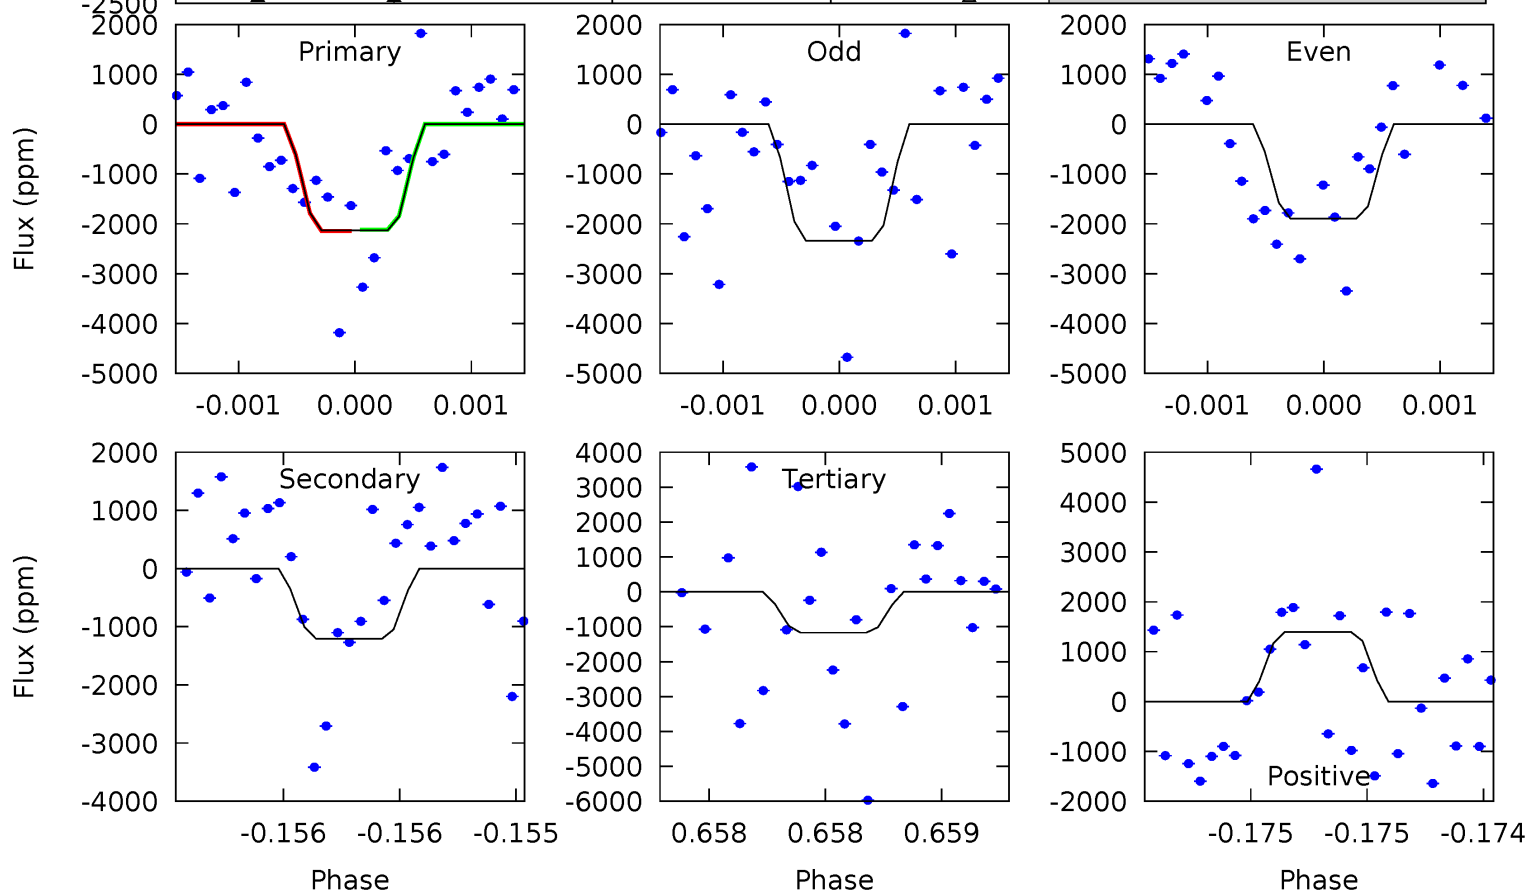 -2500
2000 1000 0 -1000 -2000 -3000 -4000 -5000
Flux (ppm)
Primary
-0.001 0.000 0.001
2000 1000 0 -1000 -2000 -3000 -4000 -5000
Odd
-0.001 0.000 0.001
2000 1000 0 -1000 -2000 -3000 -4000 -5000
Even
-0.001 0.000 0.001
2000 1000 0 -1000 -2000 -3000 -4000
Flux (ppm)
Secondary
-0.156 -0.156 -0.155
Phase
4000 3000 2000 1000 0 -1000 -2000 -3000 -4000 -5000 -6000
Tertiary
0.658 0.658 0.659
Phase
5000 4000 3000 2000 1000 0 -1000 -2000
Positive
-0.175 -0.175 -0.174
Phase